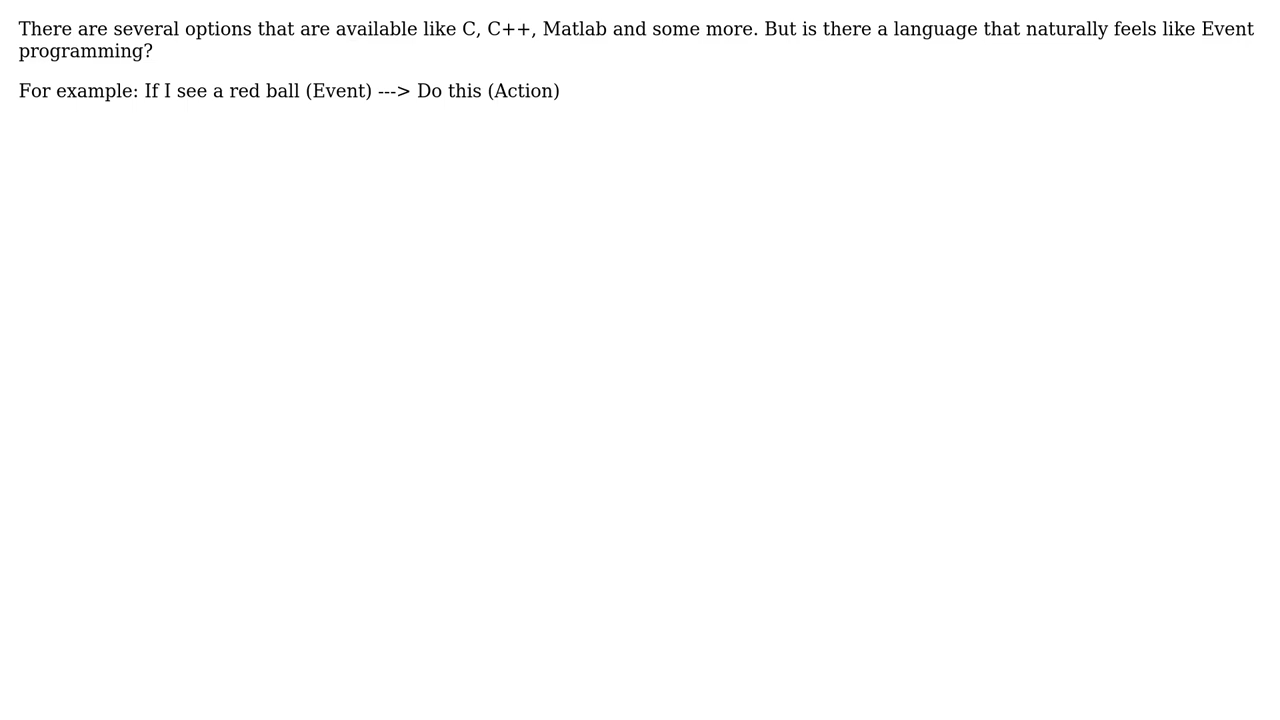 There are several options that are available like C, C++, Matlab and some more. But is there a language that naturally feels like Event
programming?
For example: If I see a red ball (Event) ---> Do this (Action)